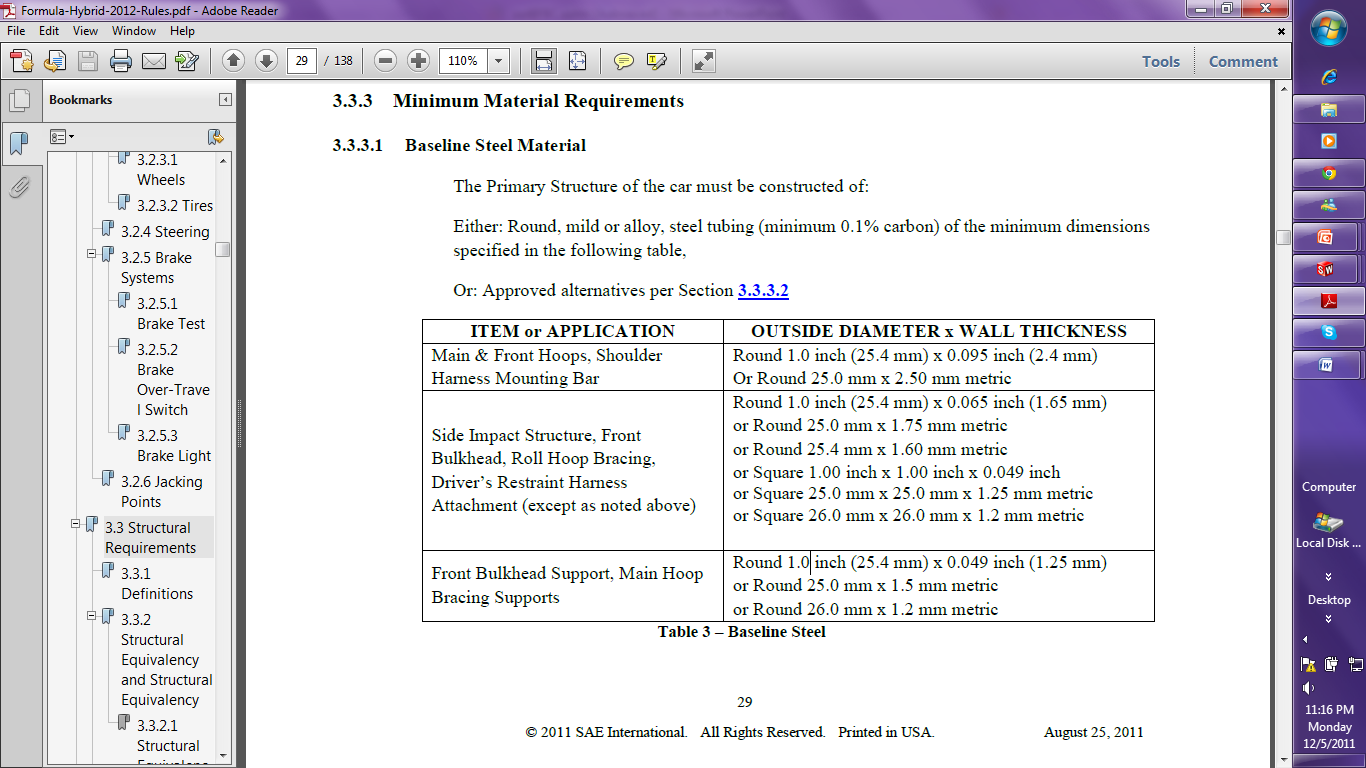 Formula-Hybrid-2012-Rules.pdf - Adobe Reader
File Edit View Window Help
29 / 138
110%
Tools Comment
Bookmarks
3.2.3.1
Wheels
3.2.3.2 Tires
3.2.4 Steering
3.2.5 Brake
Systems
3.2.5.1
Brake Test
3.2.5.2
Brake
Over-Trave
l Switch
3.2.5.3
Brake Light
3.2.6 Jacking
Points
3.3 Structural
Requirements
3.3.1
Definitions
3.3.2
Structural
Equivalency
and Structural
Equivalency
3.3.2.1
Structural
3.3.3 Minimum Material Requirements
3.3.3.1 Baseline Steel Material
The Primary Structure of the car must be constructed of:
Either: Round, mild or alloy, steel tubing (minimum 0.1% carbon) of the minimum dimensions
specified in the following table,
Or: Approved alternatives per Section 3.3.3.2
ITEM or APPLICATION OUTSIDE DIAMETER x WALL THICKNESS
Main & Front Hoops, Shoulder
Harness Mounting Bar
Round 1.0 inch (25.4 mm) x 0.095 inch (2.4 mm)
Or Round 25.0 mm x 2.50 mm metric
Side Impact Structure, Front
Bulkhead, Roll Hoop Bracing,
Driver's Restraint Harness
Attachment (except as noted above)
Round 1.0 inch (25.4 mm) x 0.065 inch (1.65 mm)
or Round 25.0 mm x 1.75 mm metric
or Round 25.4 mm x 1.60 mm metric
or Square 1.00 inch x 1.00 inch x 0.049 inch
or Square 25.0 mm x 25.0 mm x 1.25 mm metric
or Square 26.0 mm x 26.0 mm x 1.2 mm metric
Front Bulkhead Support, Main Hoop
Bracing Supports
Round 1.0 inch (25.4 mm) x 0.049 inch (1.25 mm)
or Round 25.0 mm x 1.5 mm metric
or Round 26.0 mm x 1.2 mm metric
Table 3 – Baseline Steel
29
© 2011 SAE International. All Rights Reserved. Printed in USA. August 25, 2011
Computer
Local Disk ...
Desktop
11:16 PM
Monday
12/5/2011